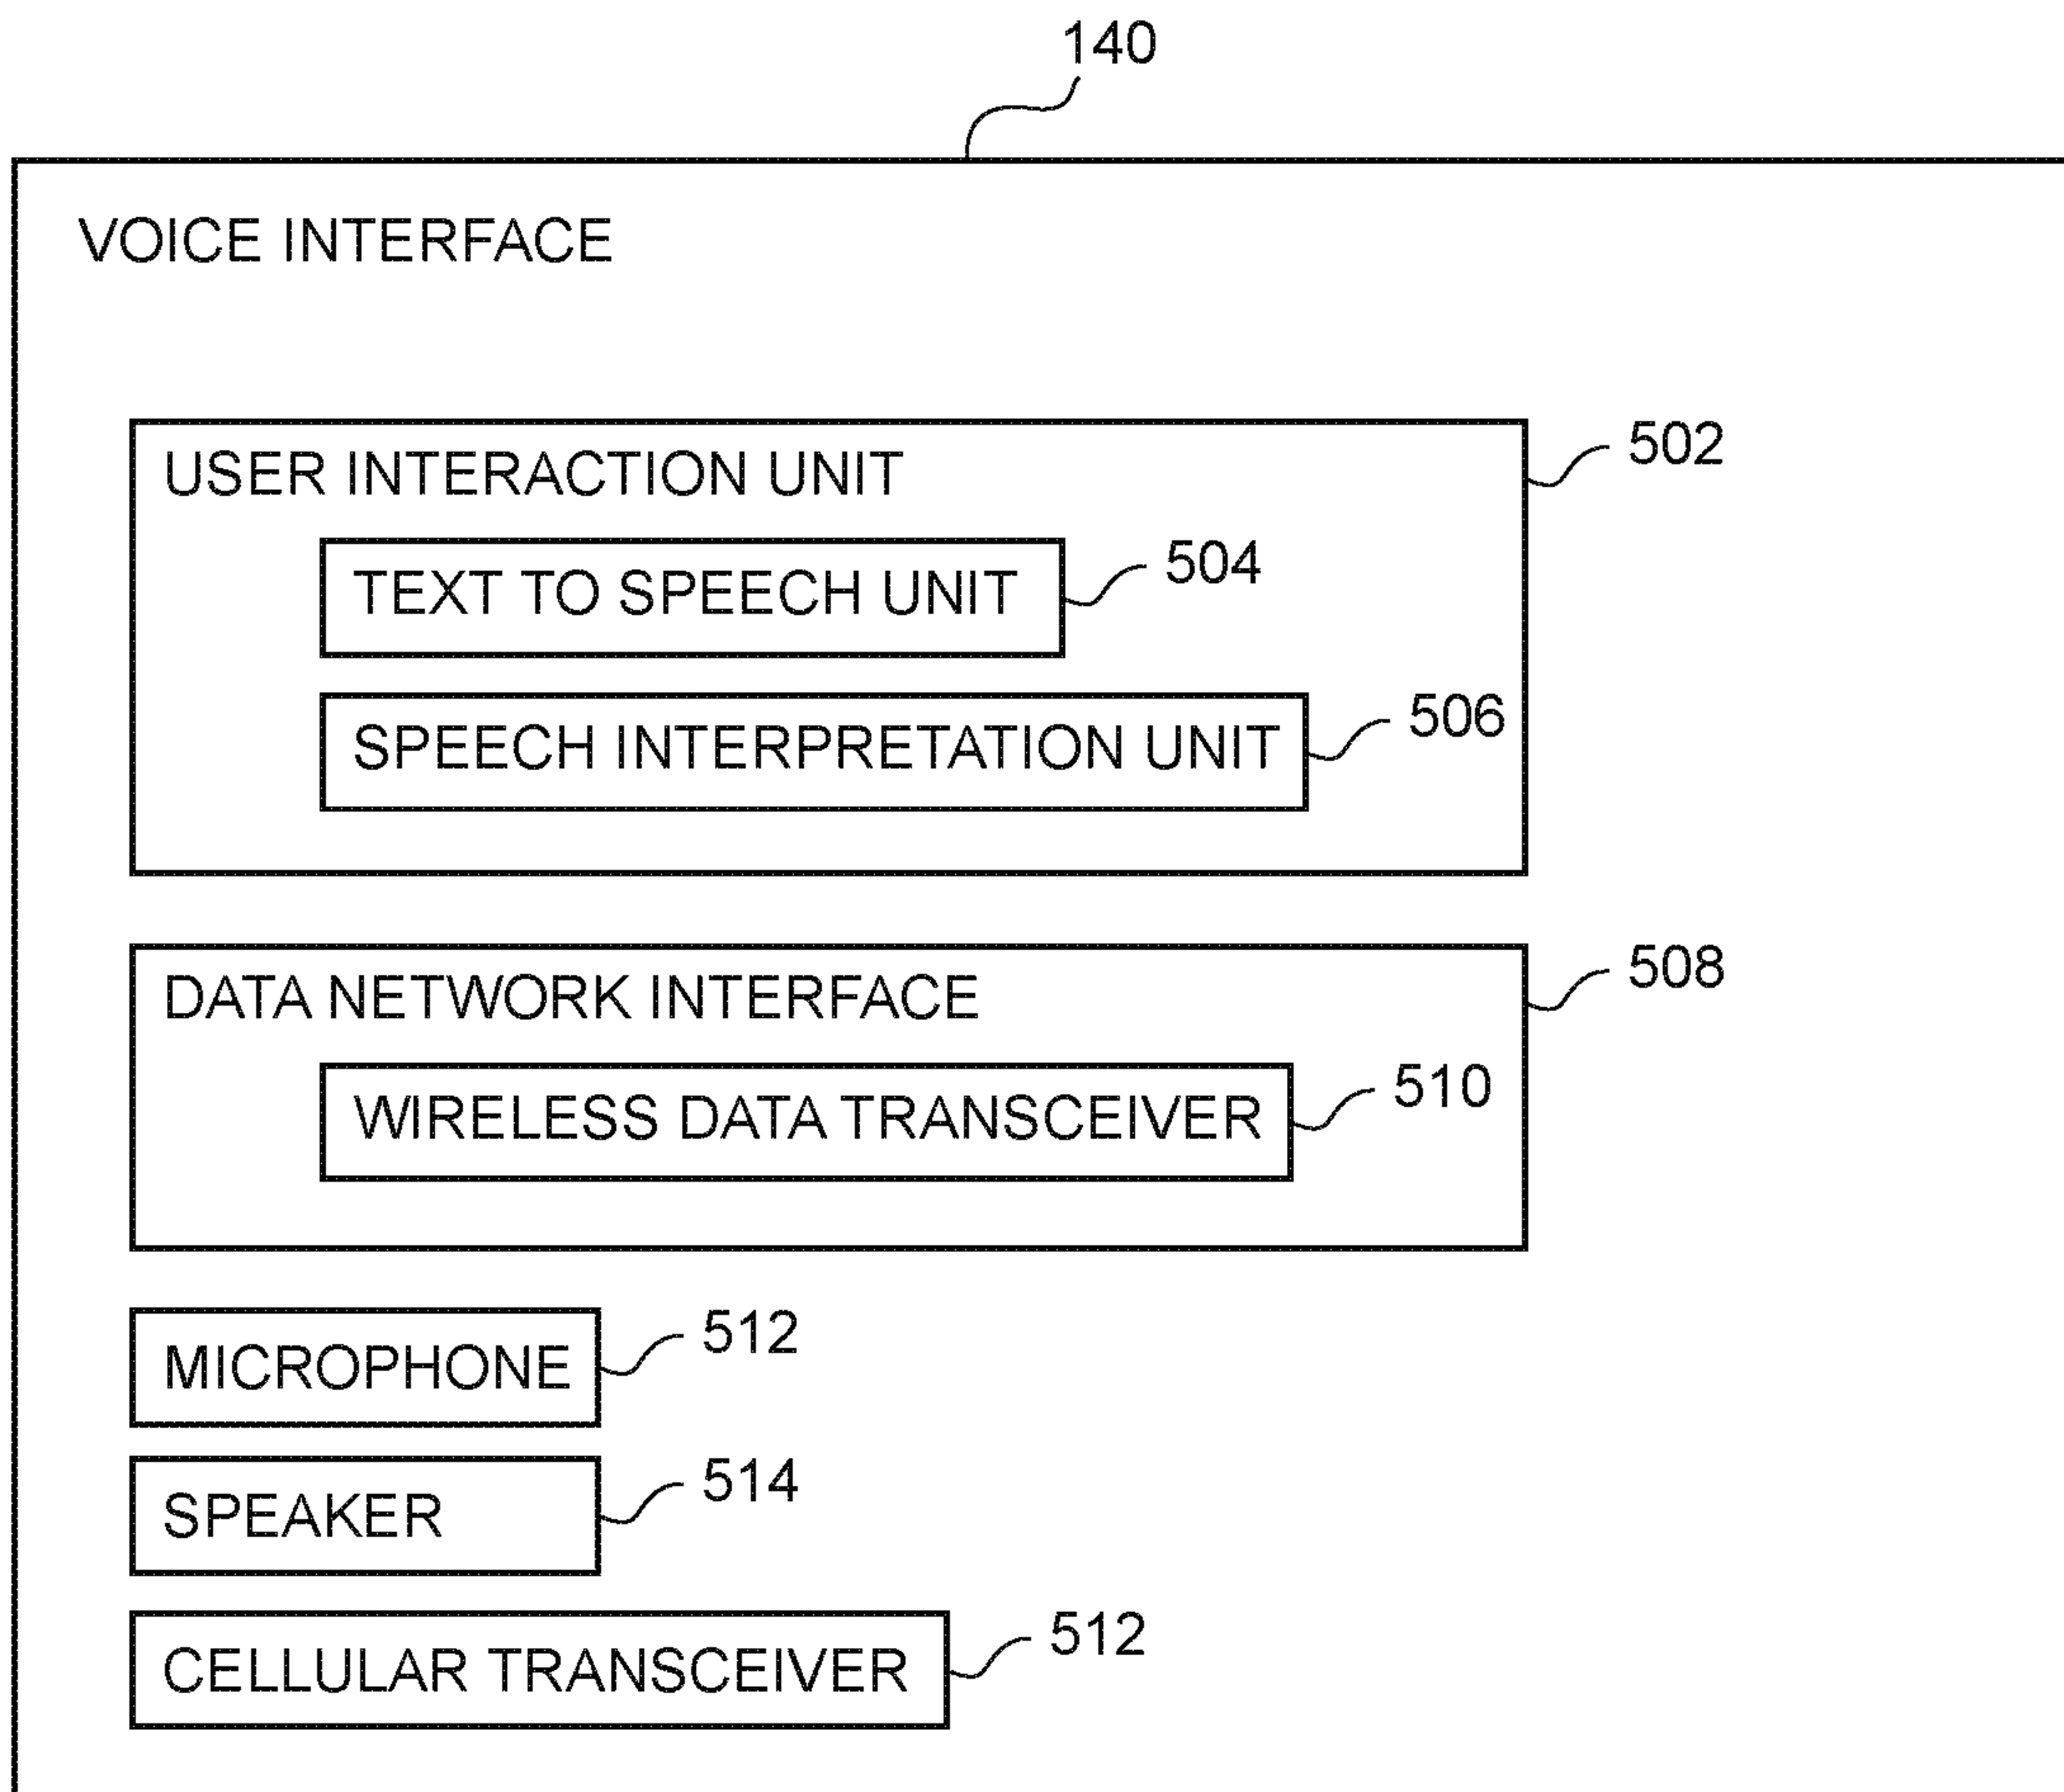 140
VOICE INTERFACE
USER INTERACTION UNIT
502
TEXT TO SPEECH UNIT
504
SPEECH INTERPRETATION UNIT
506
DATA NETWORK INTERFACE
508
WIRELESS DATA TRANSCEIVER
510
MICROPHONE
512
SPEAKER
514
CELLULAR TRANSCEIVER
512